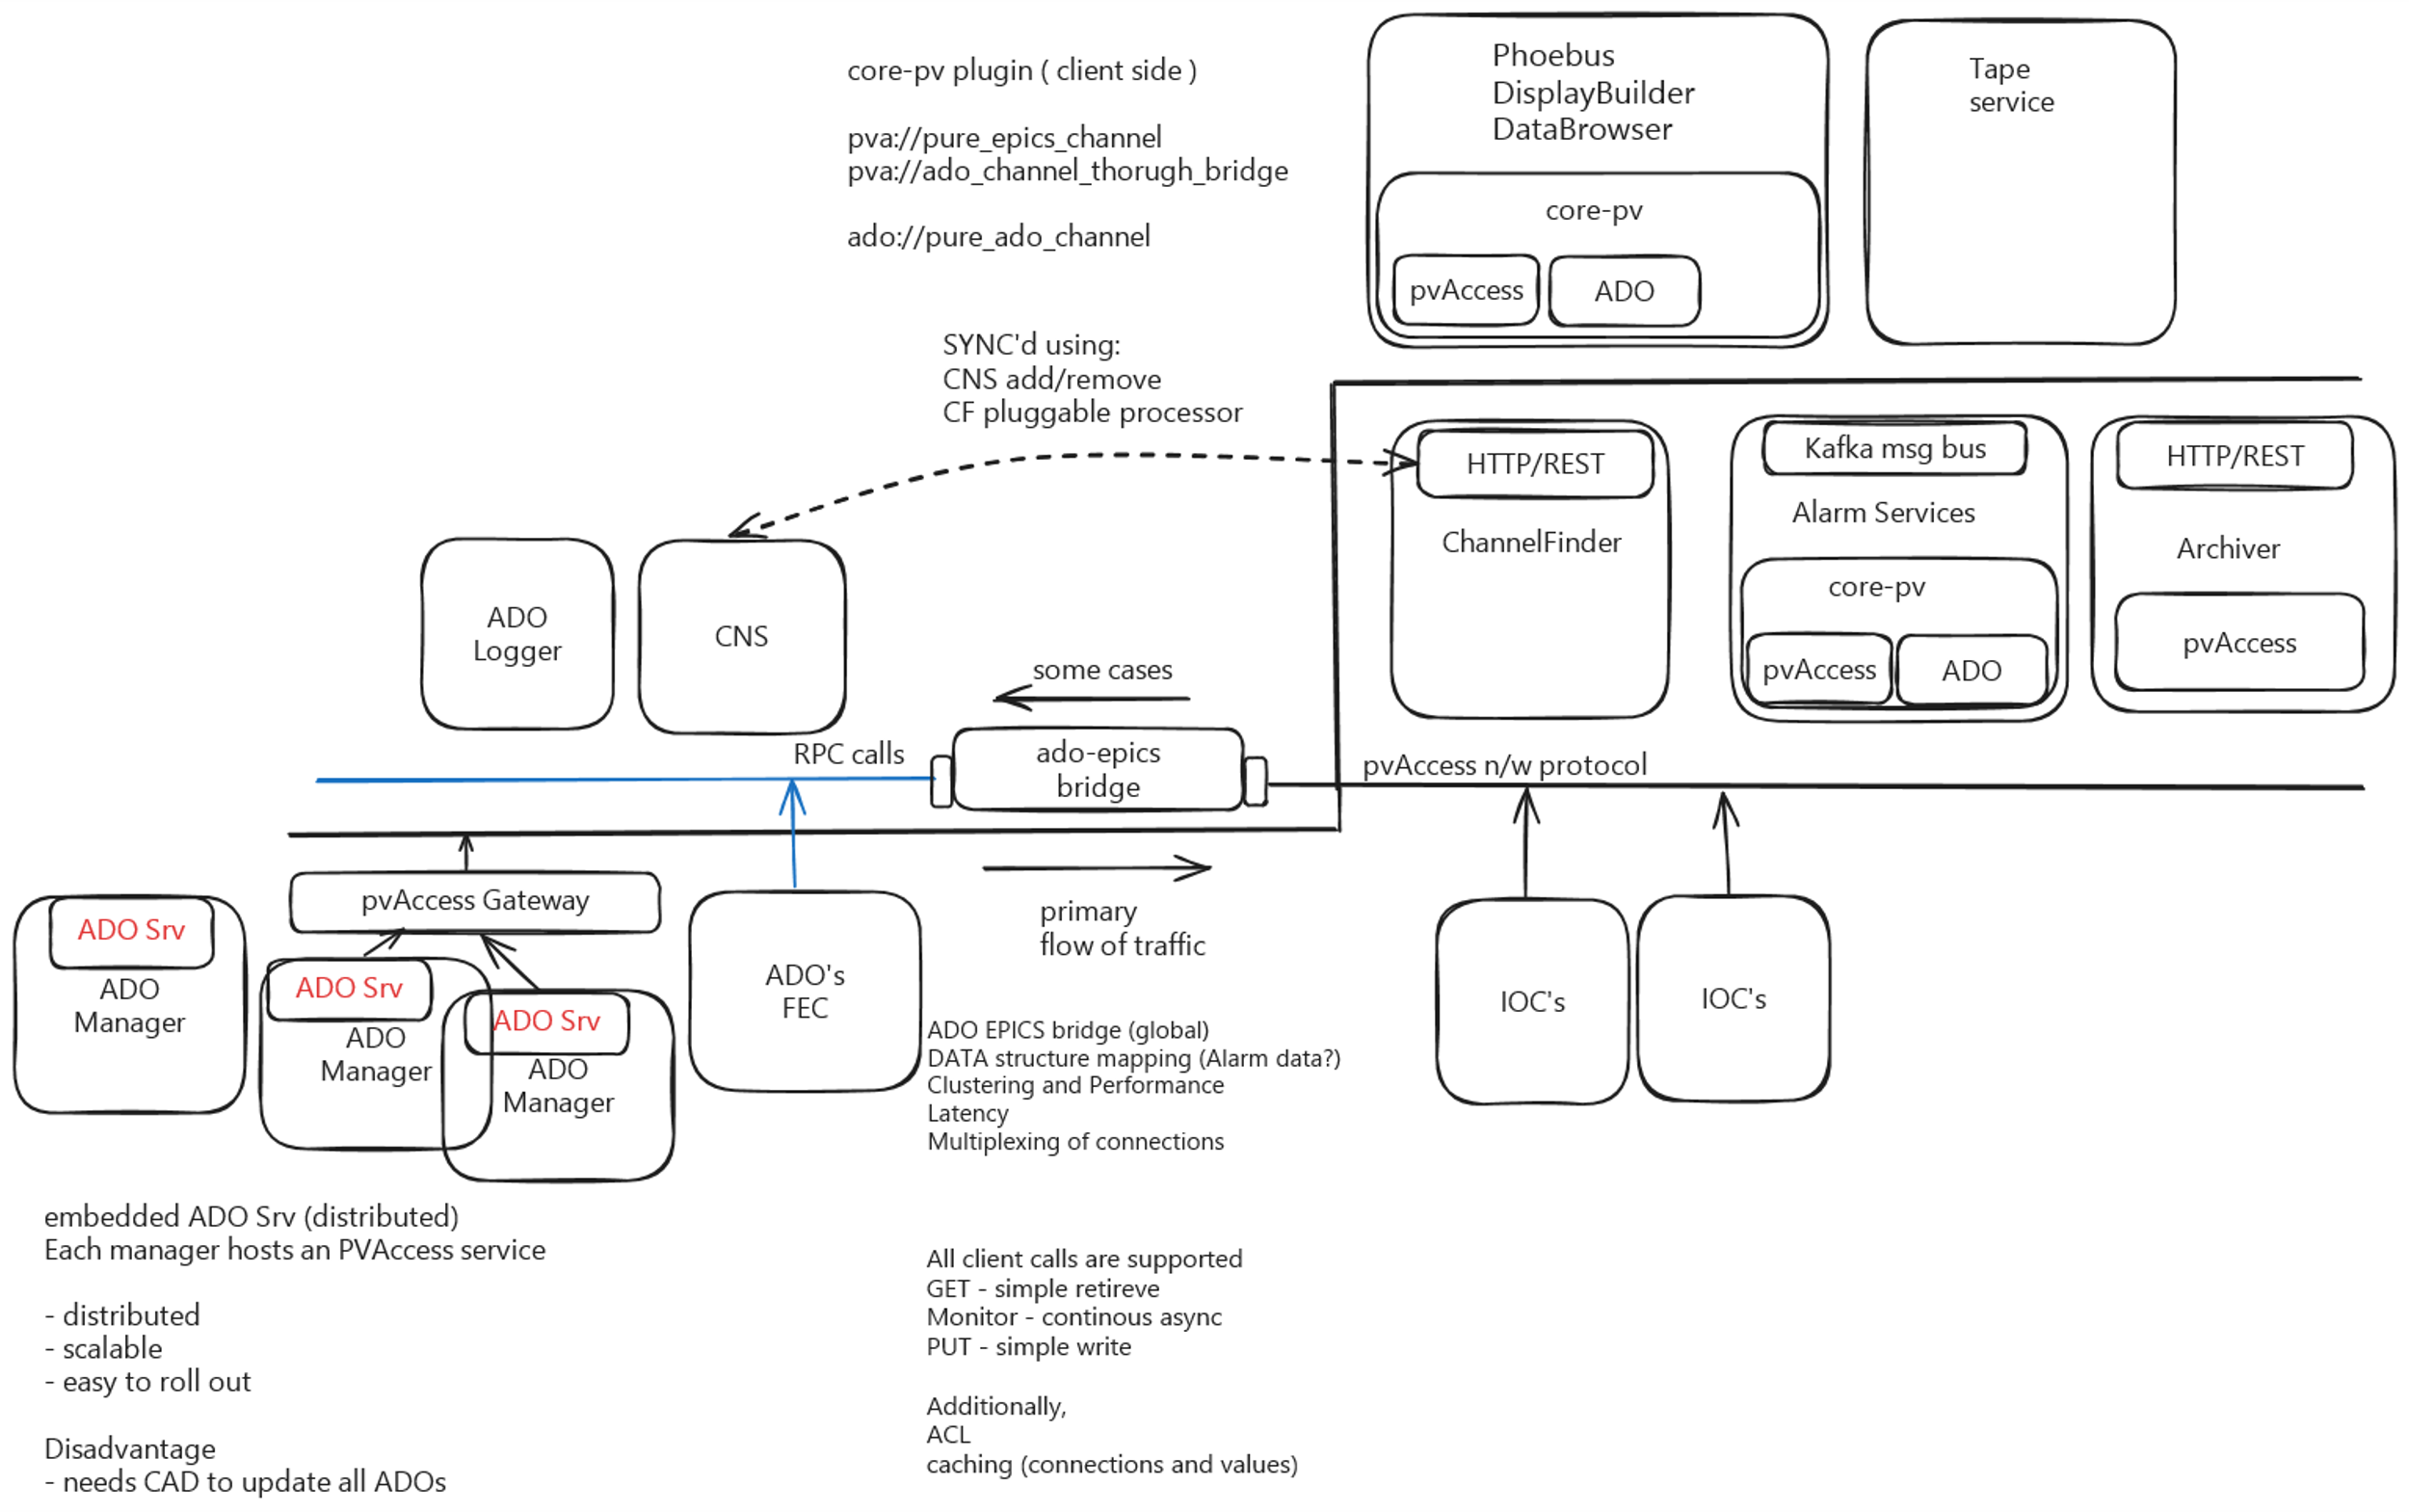 core-pv plugin ( client side )
pva://pure_epics_channel
pva://ado_channel_thorugh_bridge
ado://pure_ado_channel
Phoebus
DisplayBuilder
DataBrowser
core-pv
pvAccess
ADO
Tape
service
SYNC'd using:
CNS add/remove
CF pluggable processor
HTTP/REST
ChannelFinder
Kafka msg bus
Alarm Services
core-pv
pvAccess
ADO
HTTP/REST
Archiver
pvAccess
ADO
Logger
CNS
some cases
RPC calls
ado-epics
bridge
pvAccess n/w protocol
pvAccess Gateway
primary
flow of traffic
ADO Srv
ADO
Manager
ADO Srv
ADO
Manager
ADO Srv
ADO
Manager
ADO's
FEC
IOC's
IOC's
ADO EPICS bridge (global)
DATA structure mapping (Alarm data?)
Clustering and Performance
Latency
Multiplexing of connections
embedded ADO Srv (distributed)
Each manager hosts an PVAccess service
- distributed
- scalable
- easy to roll out
Disadvantage
- needs CAD to update all ADOs
All client calls are supported
GET - simple retireve
Monitor - continous async
PUT - simple write
Additionally,
ACL
caching (connections and values)